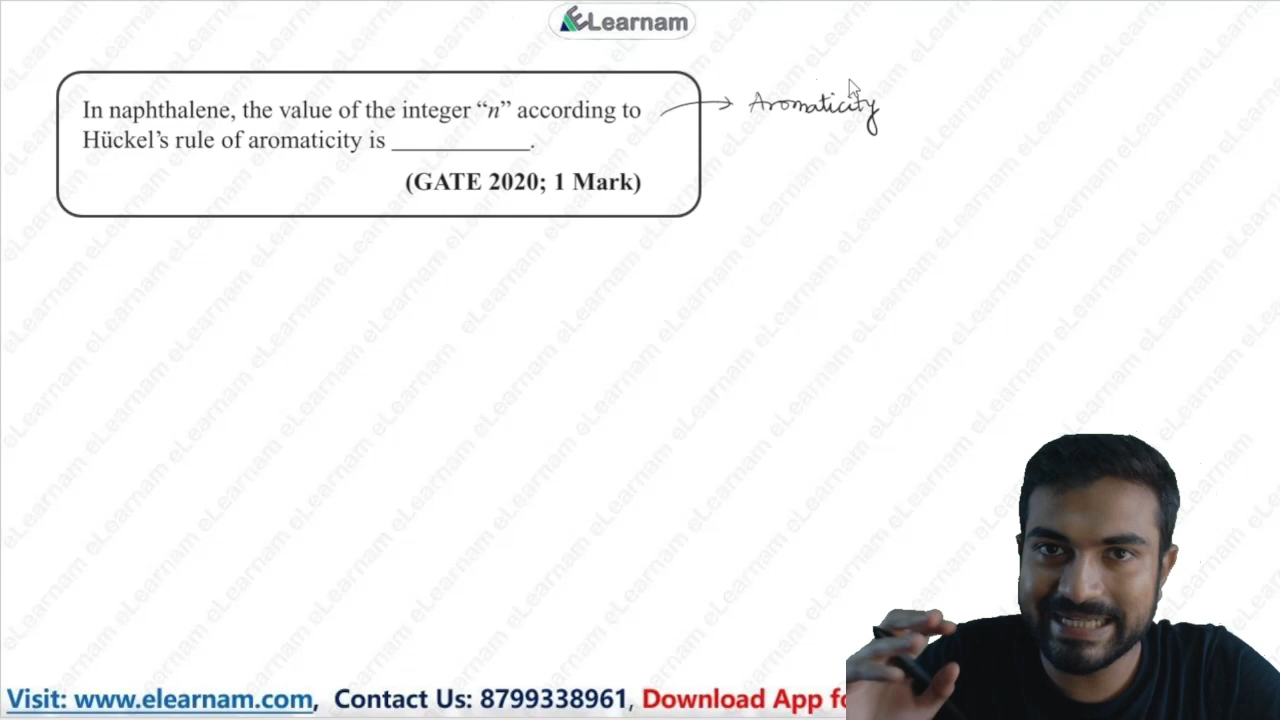 ELearnam
In naphthalene, the value of the integer “n” according to
Hückel’s rule of aromaticity is ____________.
(GATE 2020; 1 Mark)
Aromaticity
Visit: www.elearnam.com, Contact Us: 8799338961, Download App fo